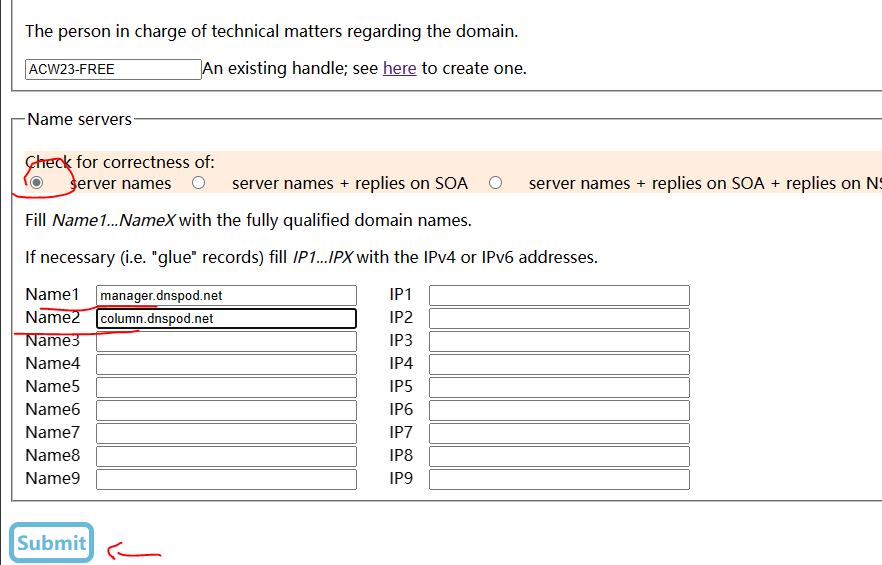 The person in charge of technical matters regarding the domain.
ACW23-FREE An existing handle; see here to create one.
Name servers
Check for correctness of:
server names server names + replies on SOA server names + replies on SOA + replies on NS
Fill Name1...NameX with the fully qualified domain names.
If necessary (i.e. "glue" records) fill IP1...IPX with the IPv4 or IPv6 addresses.
Name1 manager.dnspod.net IP1
Name2 column.dnspod.net IP2
Name3 IP3
Name4 IP4
Name5 IP5
Name6 IP6
Name7 IP7
Name8 IP8
Name9 IP9
Submit